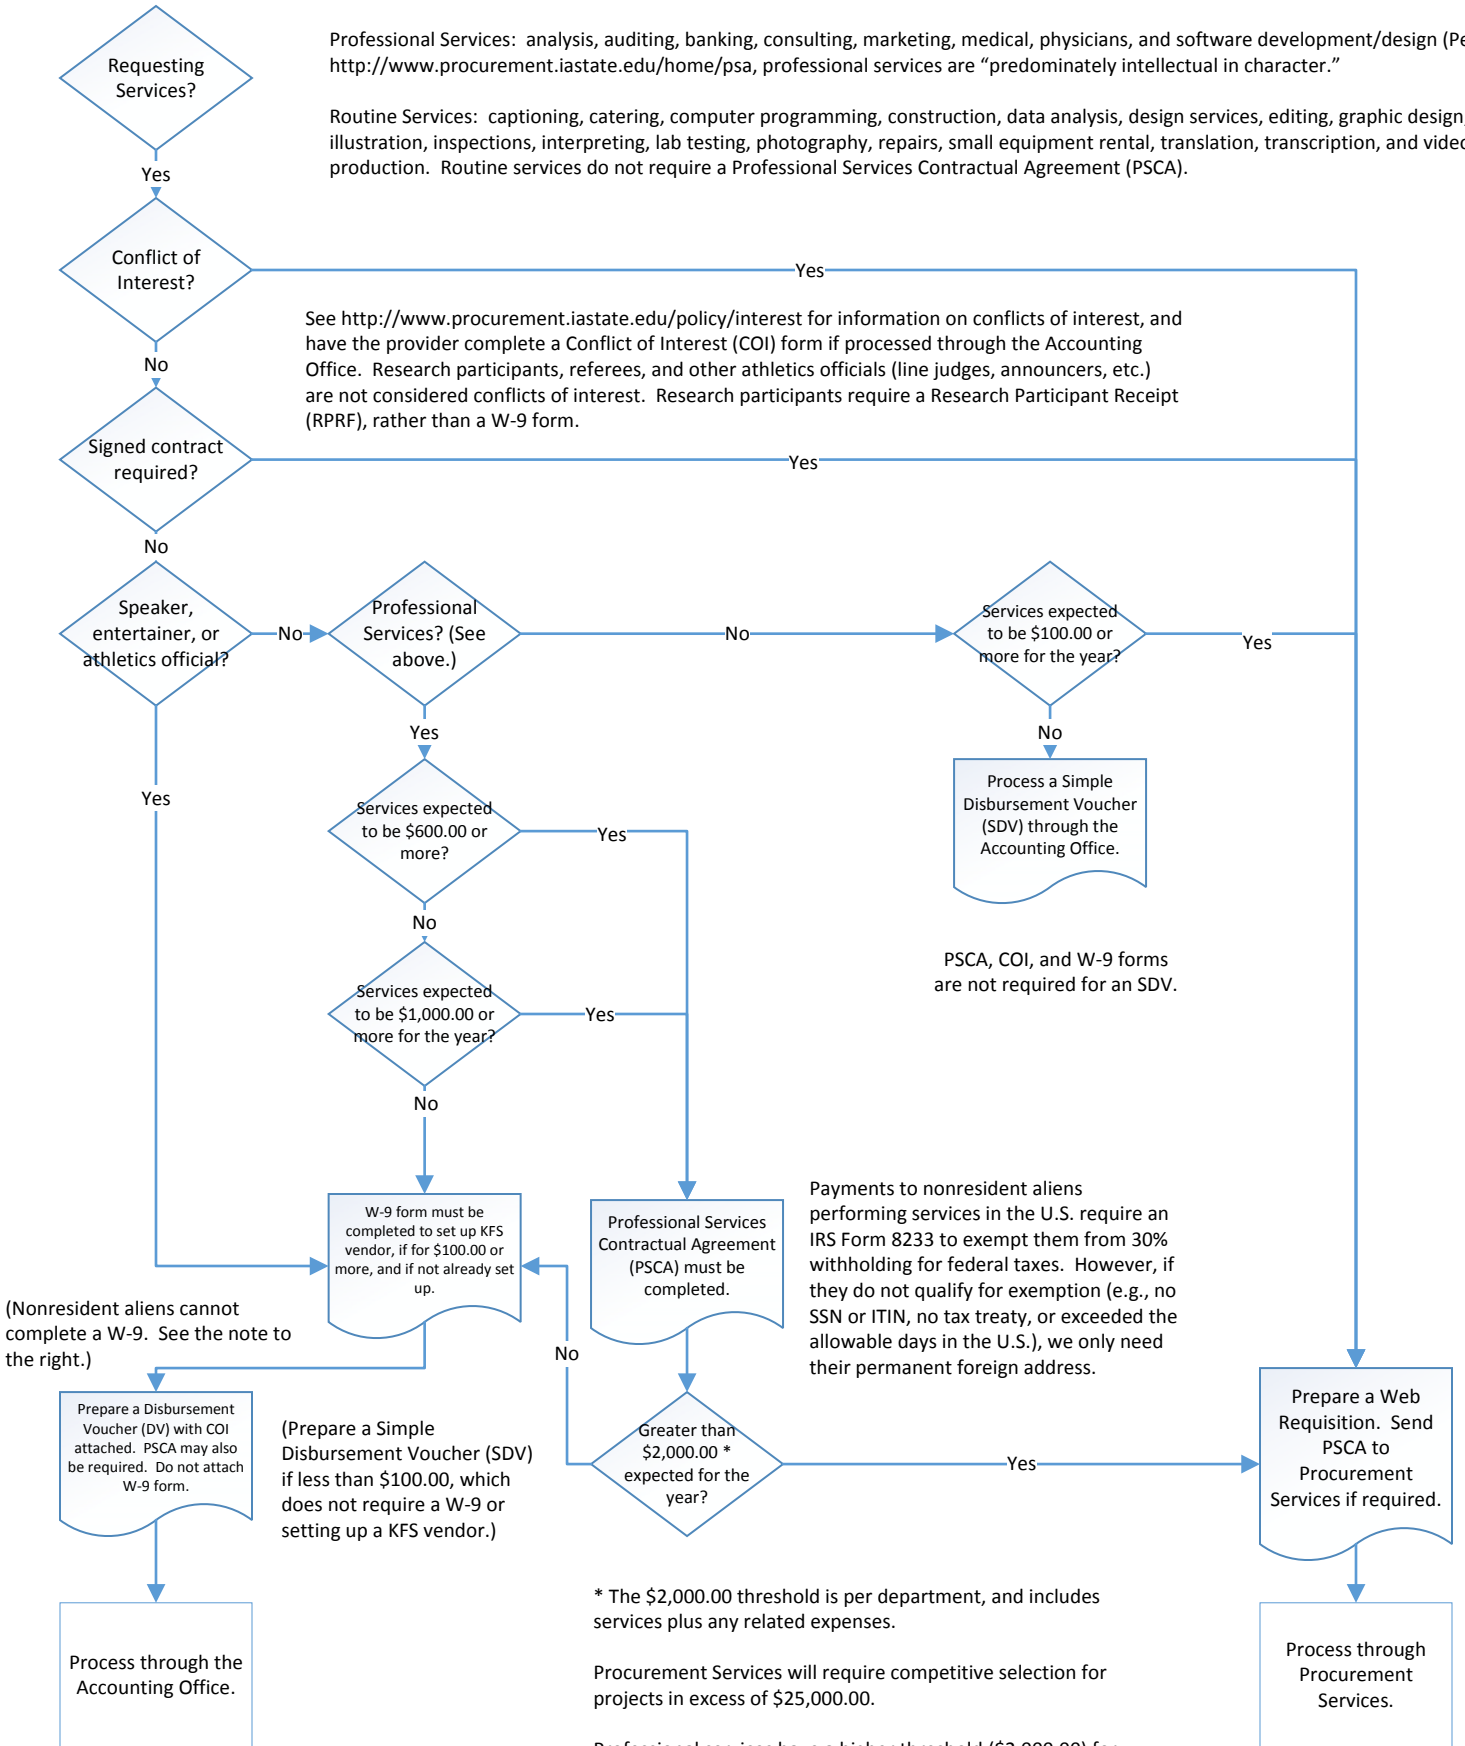 Requesting
Services?
Professional Services:  analysis, auditing, banking, consulting, marketing, medical, physicians, and software development/design (Pe
http://www.procurement.iastate.edu/home/psa, professional services are “predominately intellectual in character.”
Routine Services:  captioning, catering, computer programming, construction, data analysis, design services, editing, graphic design,
illustration, inspections, interpreting, lab testing, photography, repairs, small equipment rental, translation, transcription, and video
production.  Routine services do not require a Professional Services Contractual Agreement (PSCA).
Yes
Conflict of
Interest?
Yes
See http://www.procurement.iastate.edu/policy/interest for information on conflicts of interest, and
have the provider complete a Conflict of Interest (COI) form if processed through the Accounting
Office.  Research participants, referees, and other athletics officials (line judges, announcers, etc.)
are not considered conflicts of interest.  Research participants require a Research Participant Receipt
(RPRF), rather than a W-9 form.
No
Signed contract
required?
Yes
No
Speaker,
entertainer, or
athletics official?
No
Professional
Services? (See
above.)
No
Services expected
to be $100.00 or
more for the year?
Yes
Yes
No
Yes
Services expected
to be $600.00 or
more?
Yes
Process a Simple
Disbursement Voucher
(SDV) through the
Accounting Office.
No
PSCA, COI, and W-9 forms
are not required for an SDV.
Services expected
to be $1,000.00 or
more for the year?
Yes
No
W-9 form must be
completed to set up KFS
vendor, if for $100.00 or
more, and if not already set
up.
Professional Services
Contractual Agreement
(PSCA) must be
completed.
Payments to nonresident aliens
performing services in the U.S. require an
IRS Form 8233 to exempt them from 30%
withholding for federal taxes.  However, if
they do not qualify for exemption (e.g., no
SSN or ITIN, no tax treaty, or exceeded the
allowable days in the U.S.), we only need
their permanent foreign address.
(Nonresident aliens cannot
complete a W-9.  See the note to
the right.)
No
Prepare a Disbursement
Voucher (DV) with COI
attached.  PSCA may also
be required.  Do not attach
W-9 form.
(Prepare a Simple
Disbursement Voucher (SDV)
if less than $100.00, which
does not require a W-9 or
setting up a KFS vendor.)
Greater than
$2,000.00 *
expected for the
year?
Yes
Prepare a Web
Requisition.  Send
PSCA to
Procurement
Services if required.
* The $2,000.00 threshold is per department, and includes
services plus any related expenses.
Process through the
Accounting Office.
Process through
Procurement
Services.
Procurement Services will require competitive selection for
projects in excess of $25,000.00.
Professional services have a higher threshold ($2,000.00) for